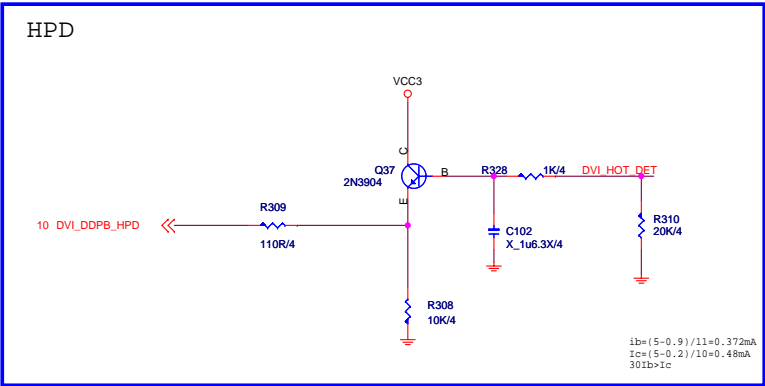 HPD
VCC3
C
Q37
2N3904
B
R328
1K/4
DVI_HOT_DET
E
R309
10 DVI_DDPB_HPD
110R/4
C102
X_1u6.3X/4
R310
20K/4
R308
10K/4
ib=(5-0.9)/11=0.372mA
Ic=(5-0.2)/10=0.48mA
30Ib>Ic